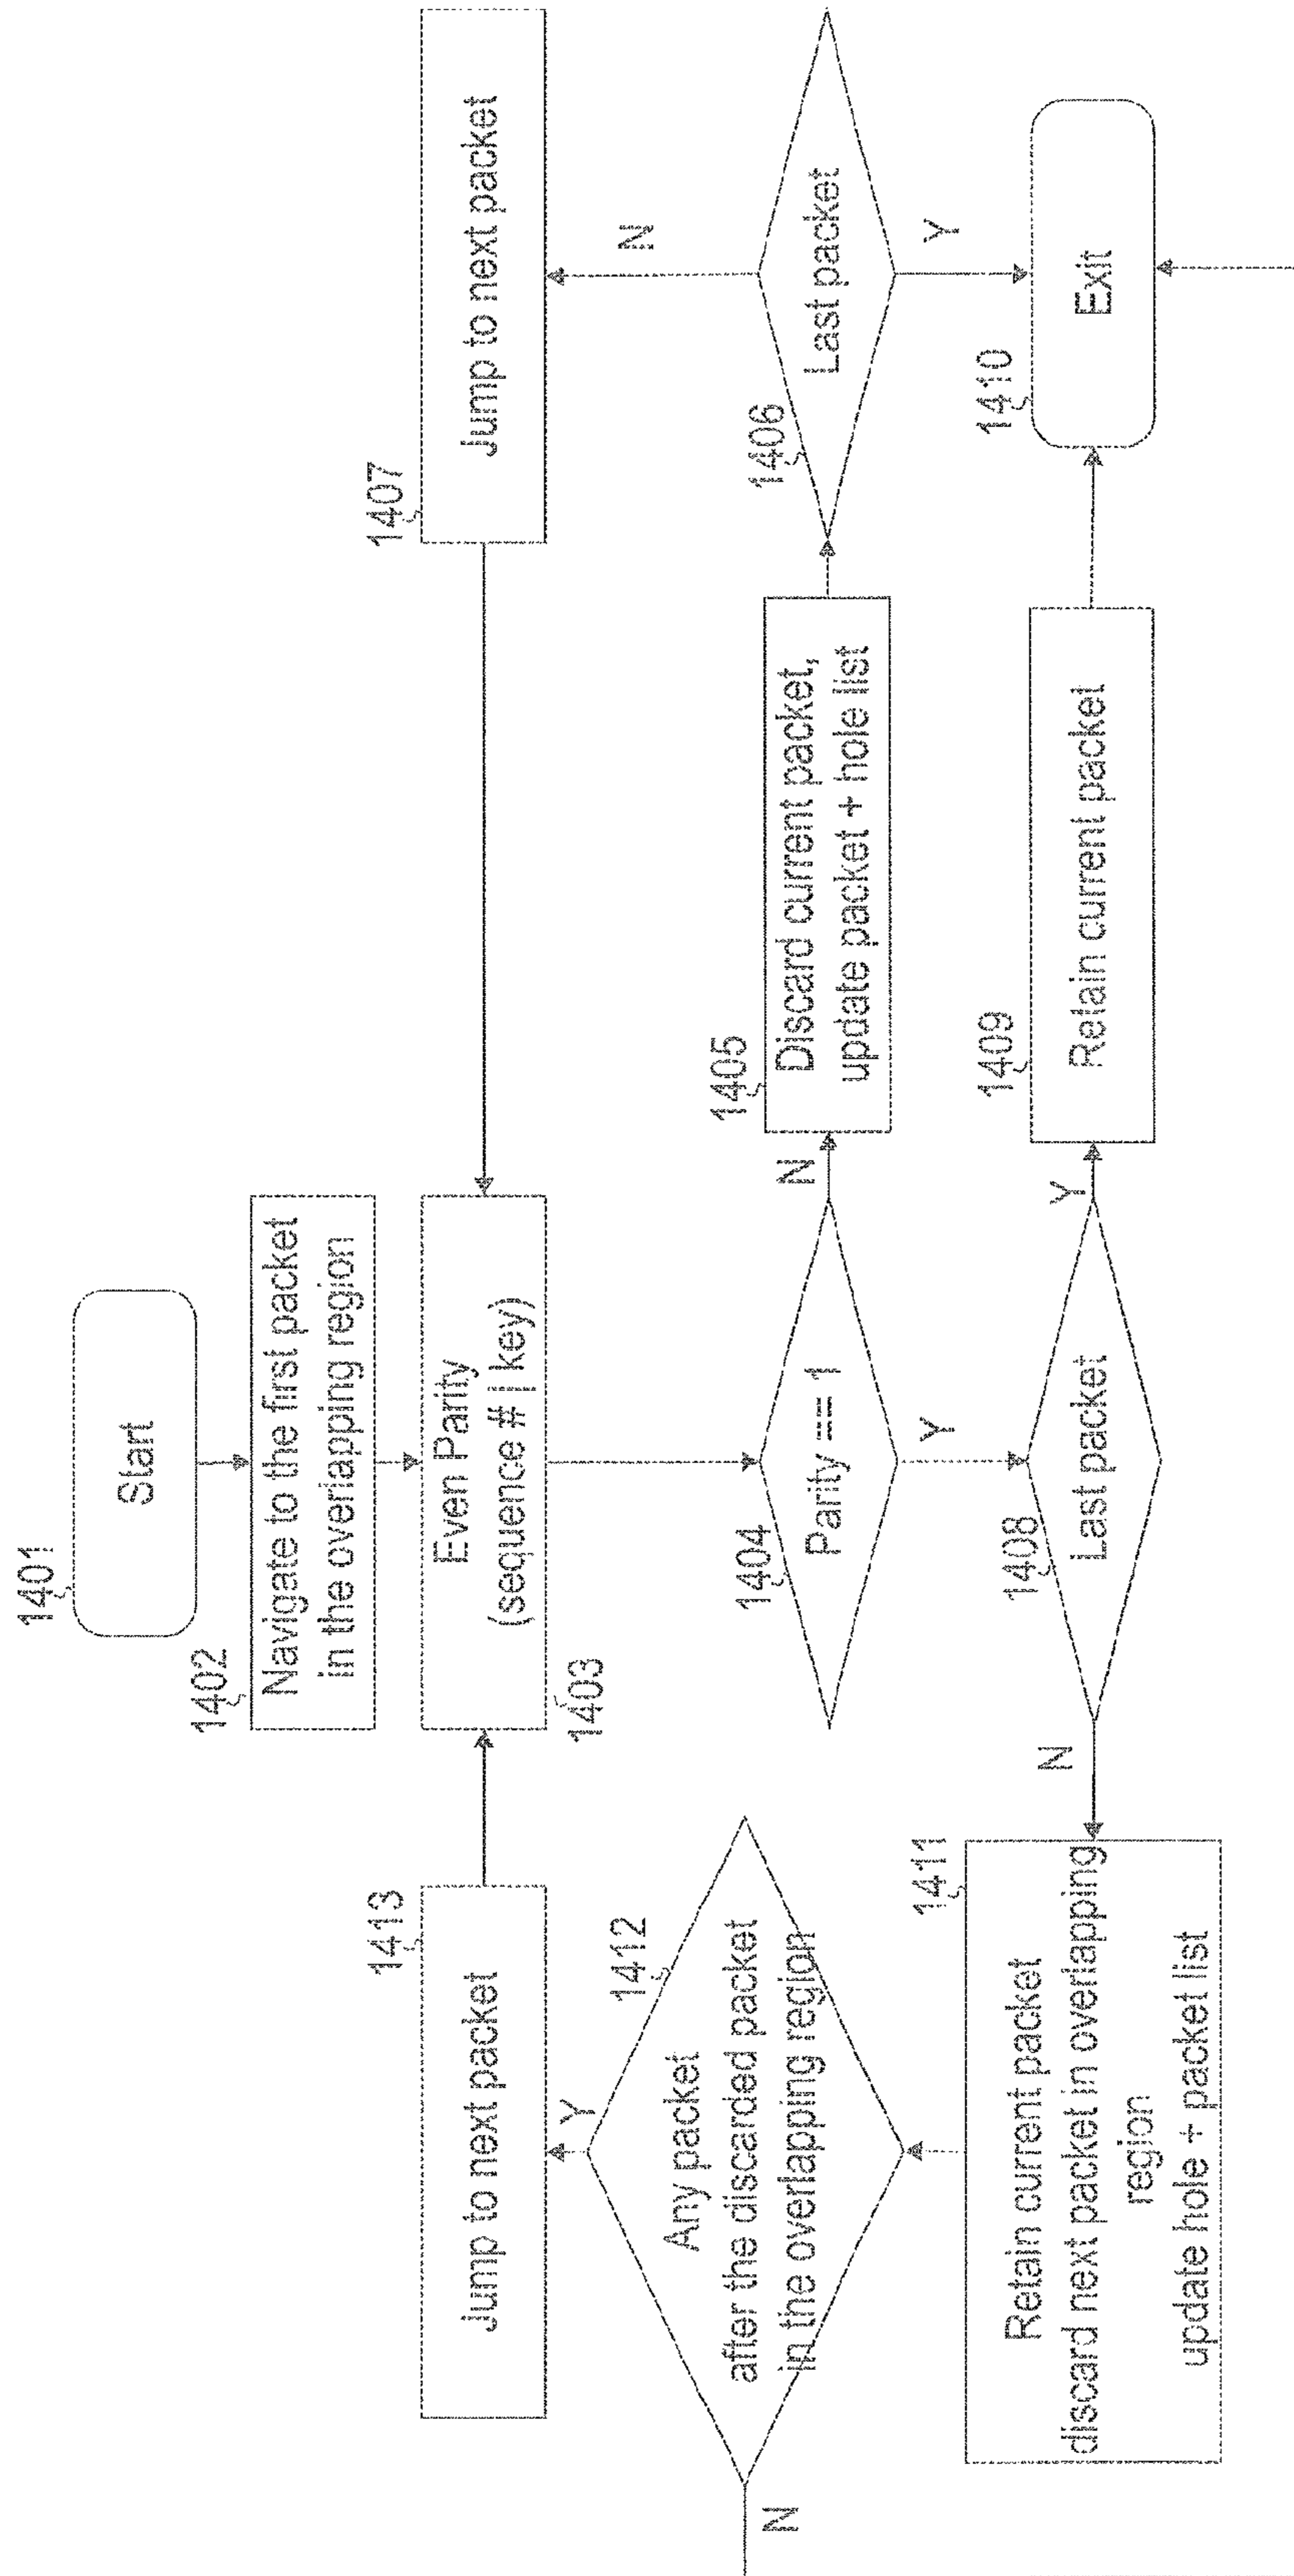 1401
Start
1402
Navigate to the first packet
in the overlapping region
1413
Jump to next packet
1403
Even Parity
(sequence # | key)
1407
Jump to next packet
Y
N
1412
Any packet
after the discarded packet
in the overlapping region
N
1404
Parity == 1
N
Y
1405
Discard current packet,
update packet + hole list
1406
Last packet
Y
1411
Retain current packet
discard next packet in overlapping
region
update hole + packet list
N
1408
Last packet
Y
1409
Retain current packet
1410
Exit